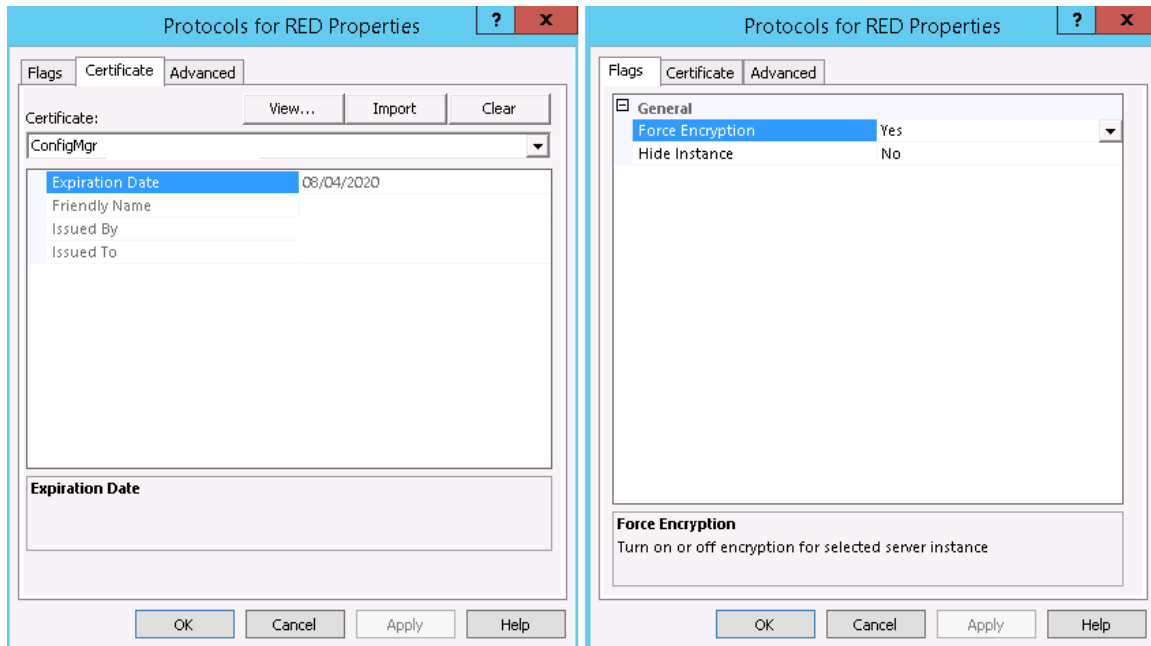 Protocols for RED Properties
? x
Flags Certificate Advanced
View... Import Clear
Certificate:
ConfigMgr
Expiration Date 08/04/2020
Friendly Name
Issued By
Issued To
Expiration Date
OK Cancel Apply Help
Protocols for RED Properties
? x
Flags Certificate Advanced
General
Force Encryption Yes
Hide Instance No
Force Encryption
Turn on or off encryption for selected server instance
OK Cancel Apply Help